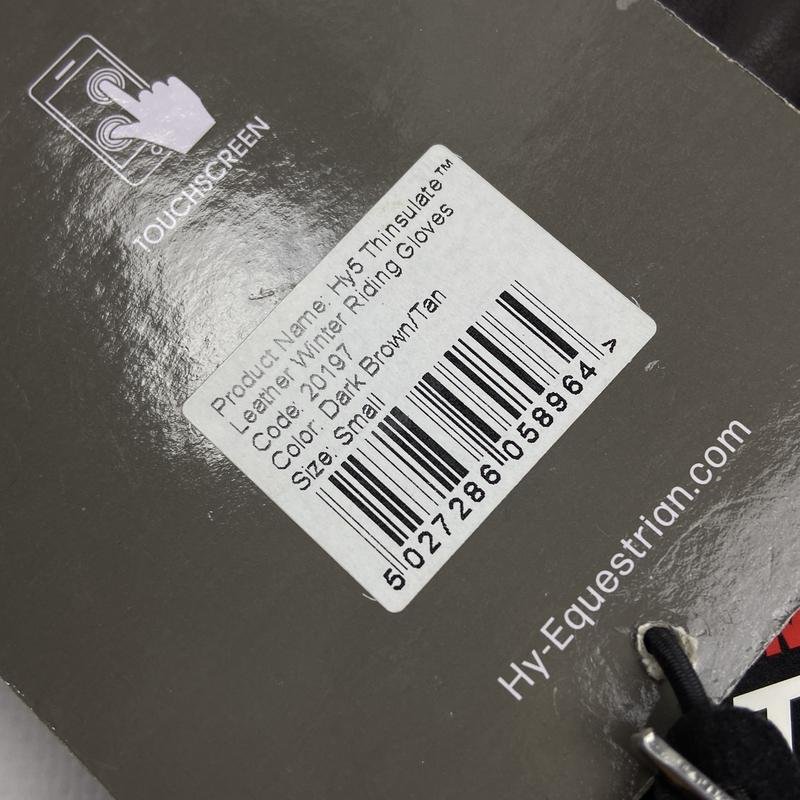 TOUCHSCREEN
Product Name: Hy5 Thinsulate™
Leather Winter Riding Gloves
Code: 20197
Color: Dark Brown/Tan
Size: Small
5 027286 058964 >
Hy-Equestrian.com
T